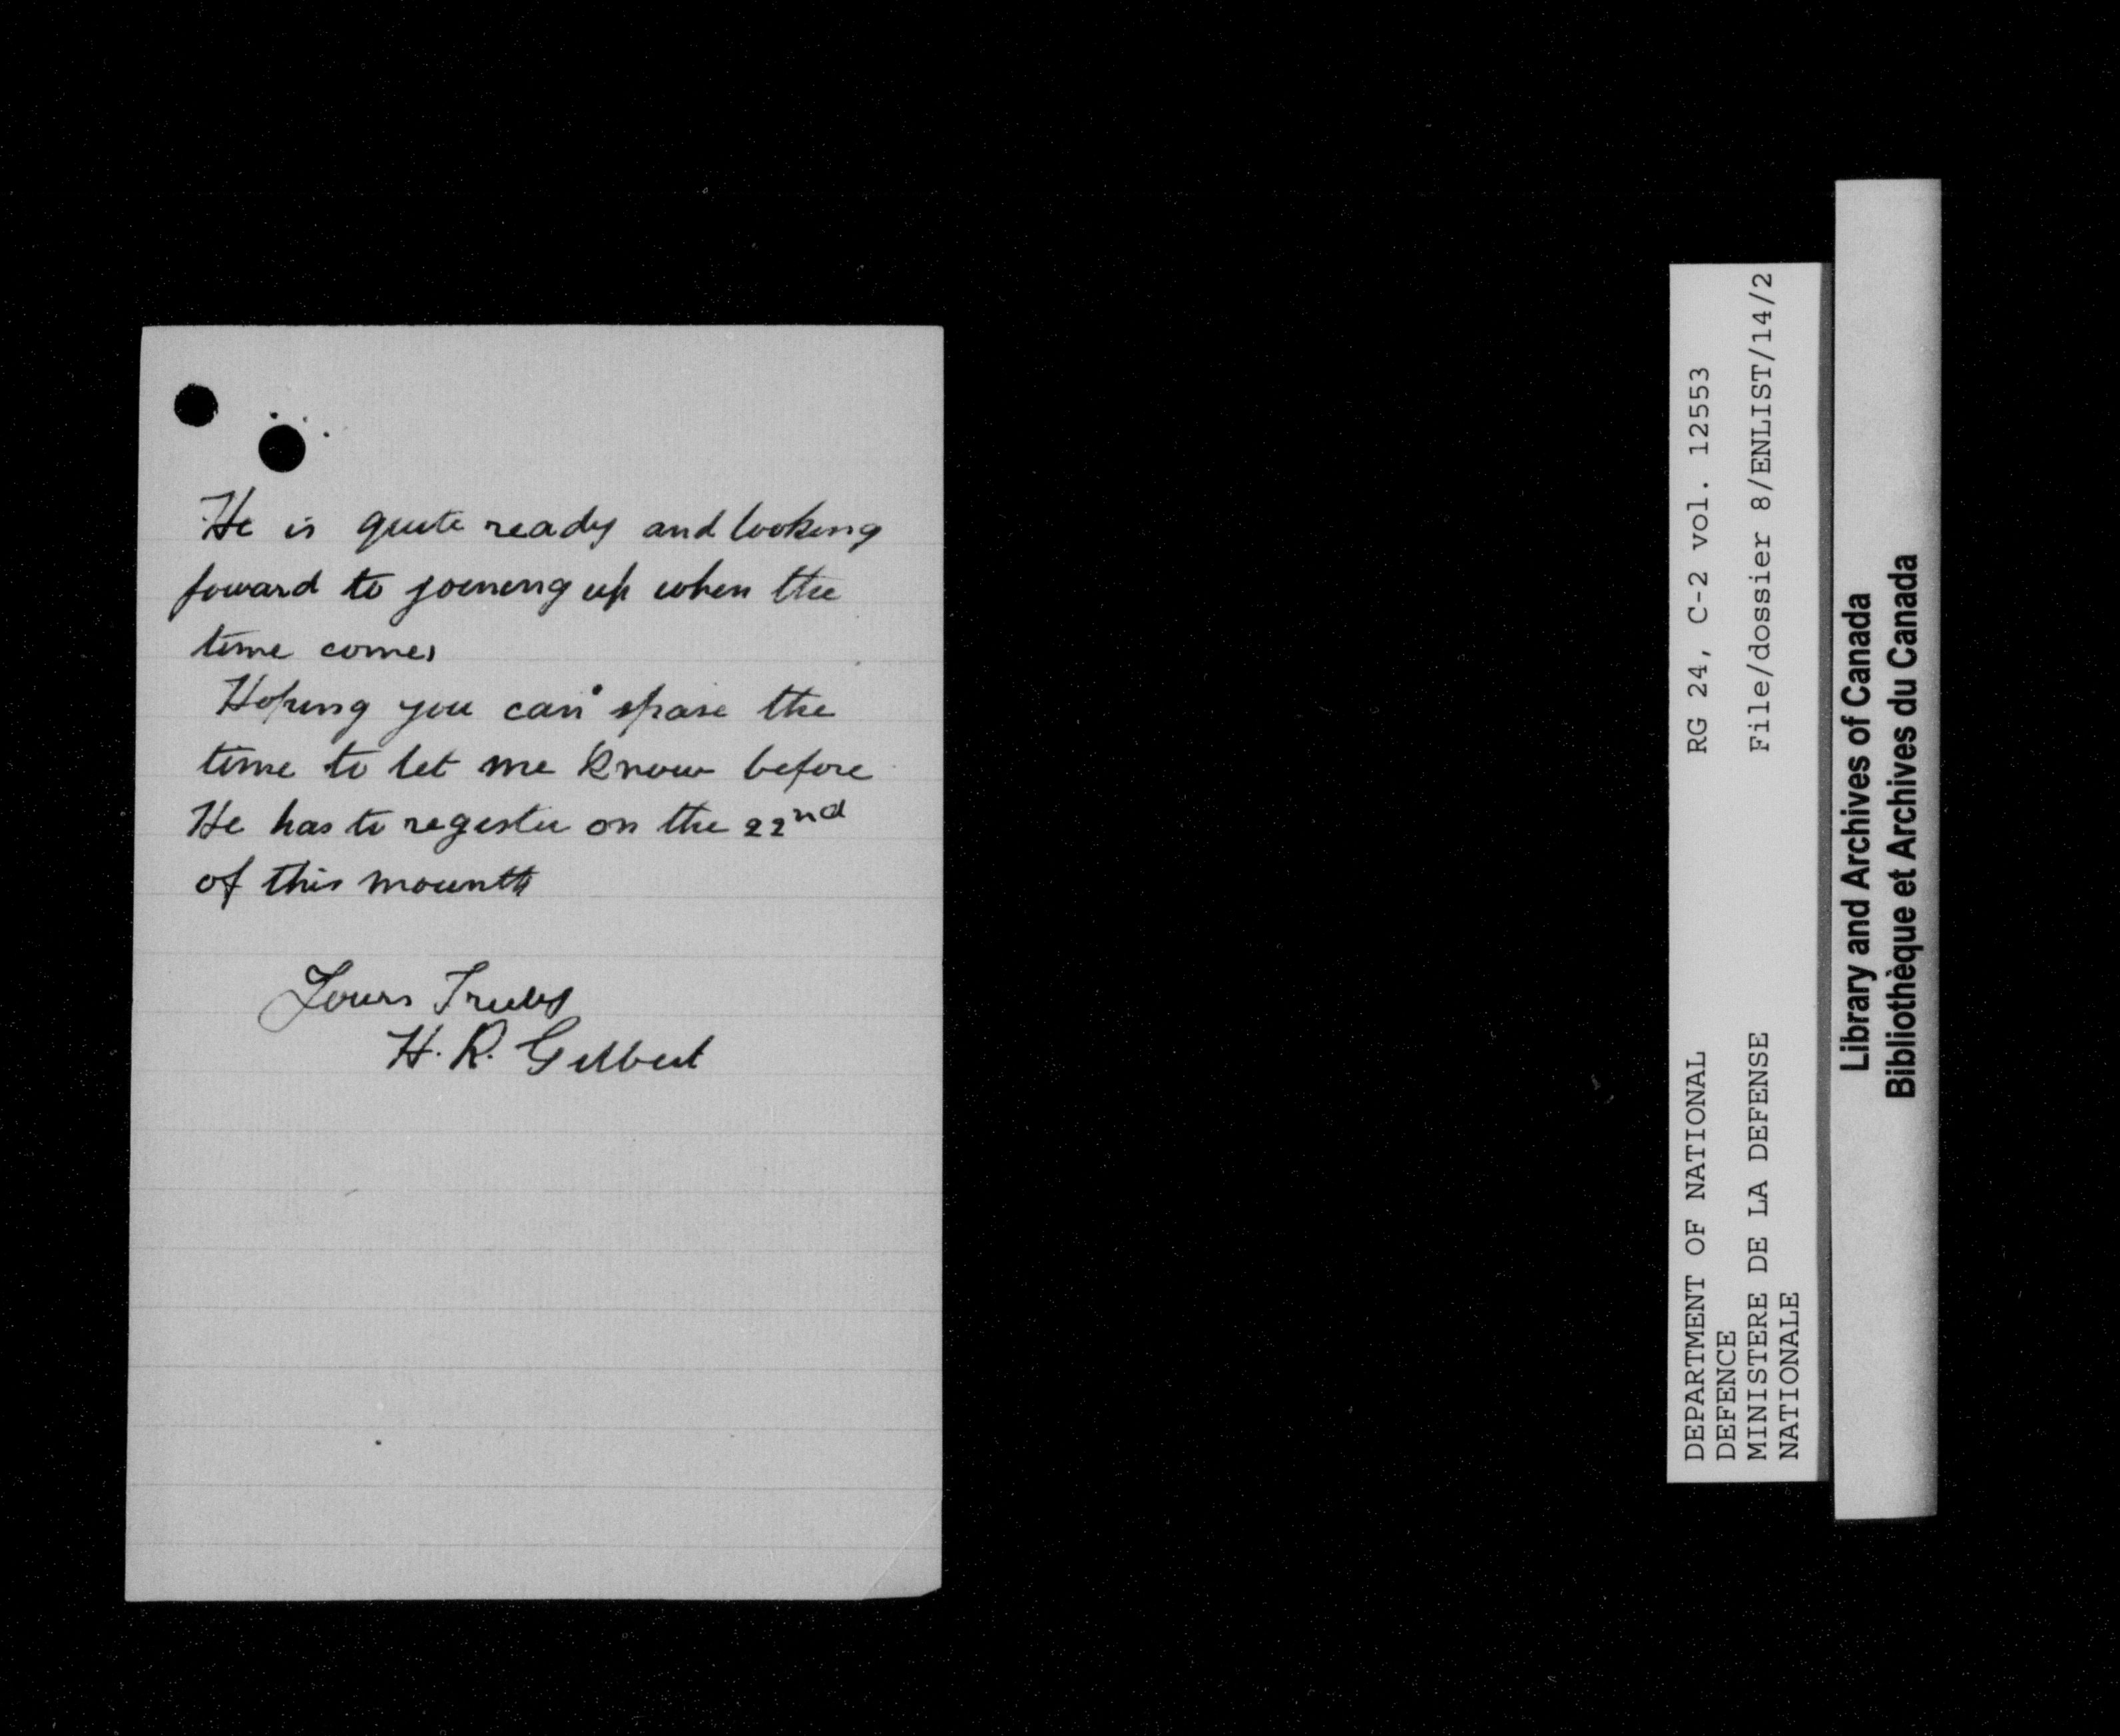 He is quite ready and looking
foward to joineng up when the
time comes
Hoping you can spare the
time to let me know before
He has to register on the 22nd
of this mounth
Yours Truly
H. R. Gilbert
RG 24, C-2 vol. 12553
File/dossier 8/ENLIST/14/2
DEPARTMENT OF NATIONAL
DEFENCE
MINISTERE DE LA DEFENSE
NATIONALE
Library and Archives of Canada
Bibliothèque et Archives du Canada